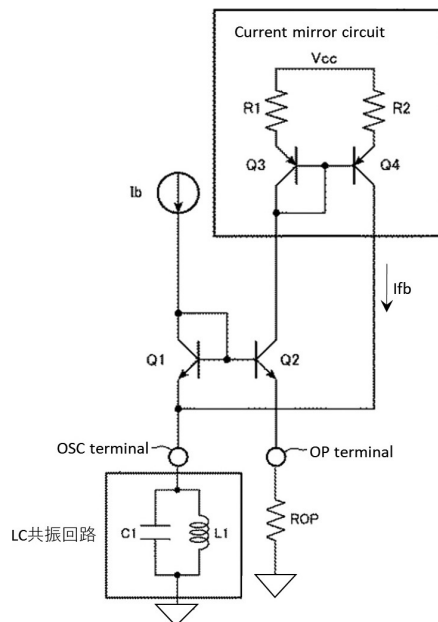 Current mirror circuit
Vcc
R1
R2
Q3
Q4
Ib
Ifb
Q1
Q2
OSC terminal
OP terminal
LC共振回路
C1
L1
ROP